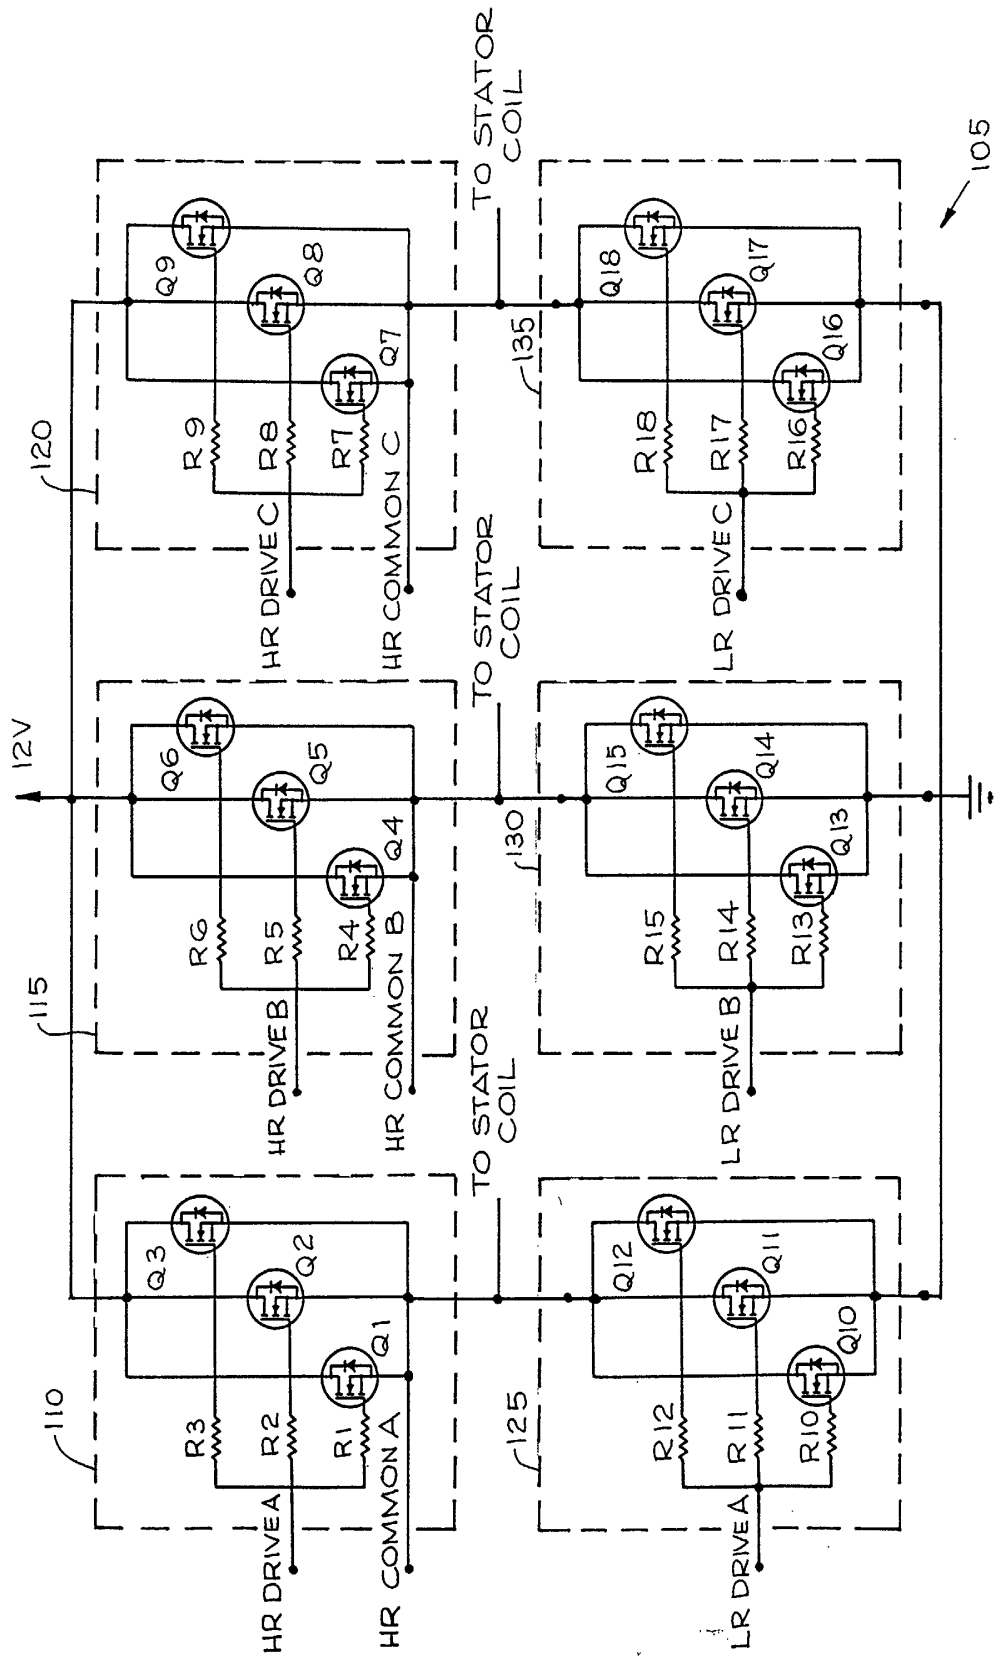 12V
110
115
120
Q3
Q2
Q1
R3
R2
R1
HR DRIVE A
HR COMMON A
Q6
Q5
Q4
R6
R5
R4
HR DRIVE B
HR COMMON B
Q9
Q8
Q7
R9
R8
R7
HR DRIVE C
HR COMMON C
TO STATOR
COIL
TO STATOR
COIL
TO STATOR
COIL
125
130
135
Q12
Q11
Q10
R12
R11
R10
LR DRIVE A
Q15
Q14
Q13
R15
R14
R13
LR DRIVE B
Q18
Q17
Q16
R18
R17
R16
LR DRIVE C
105